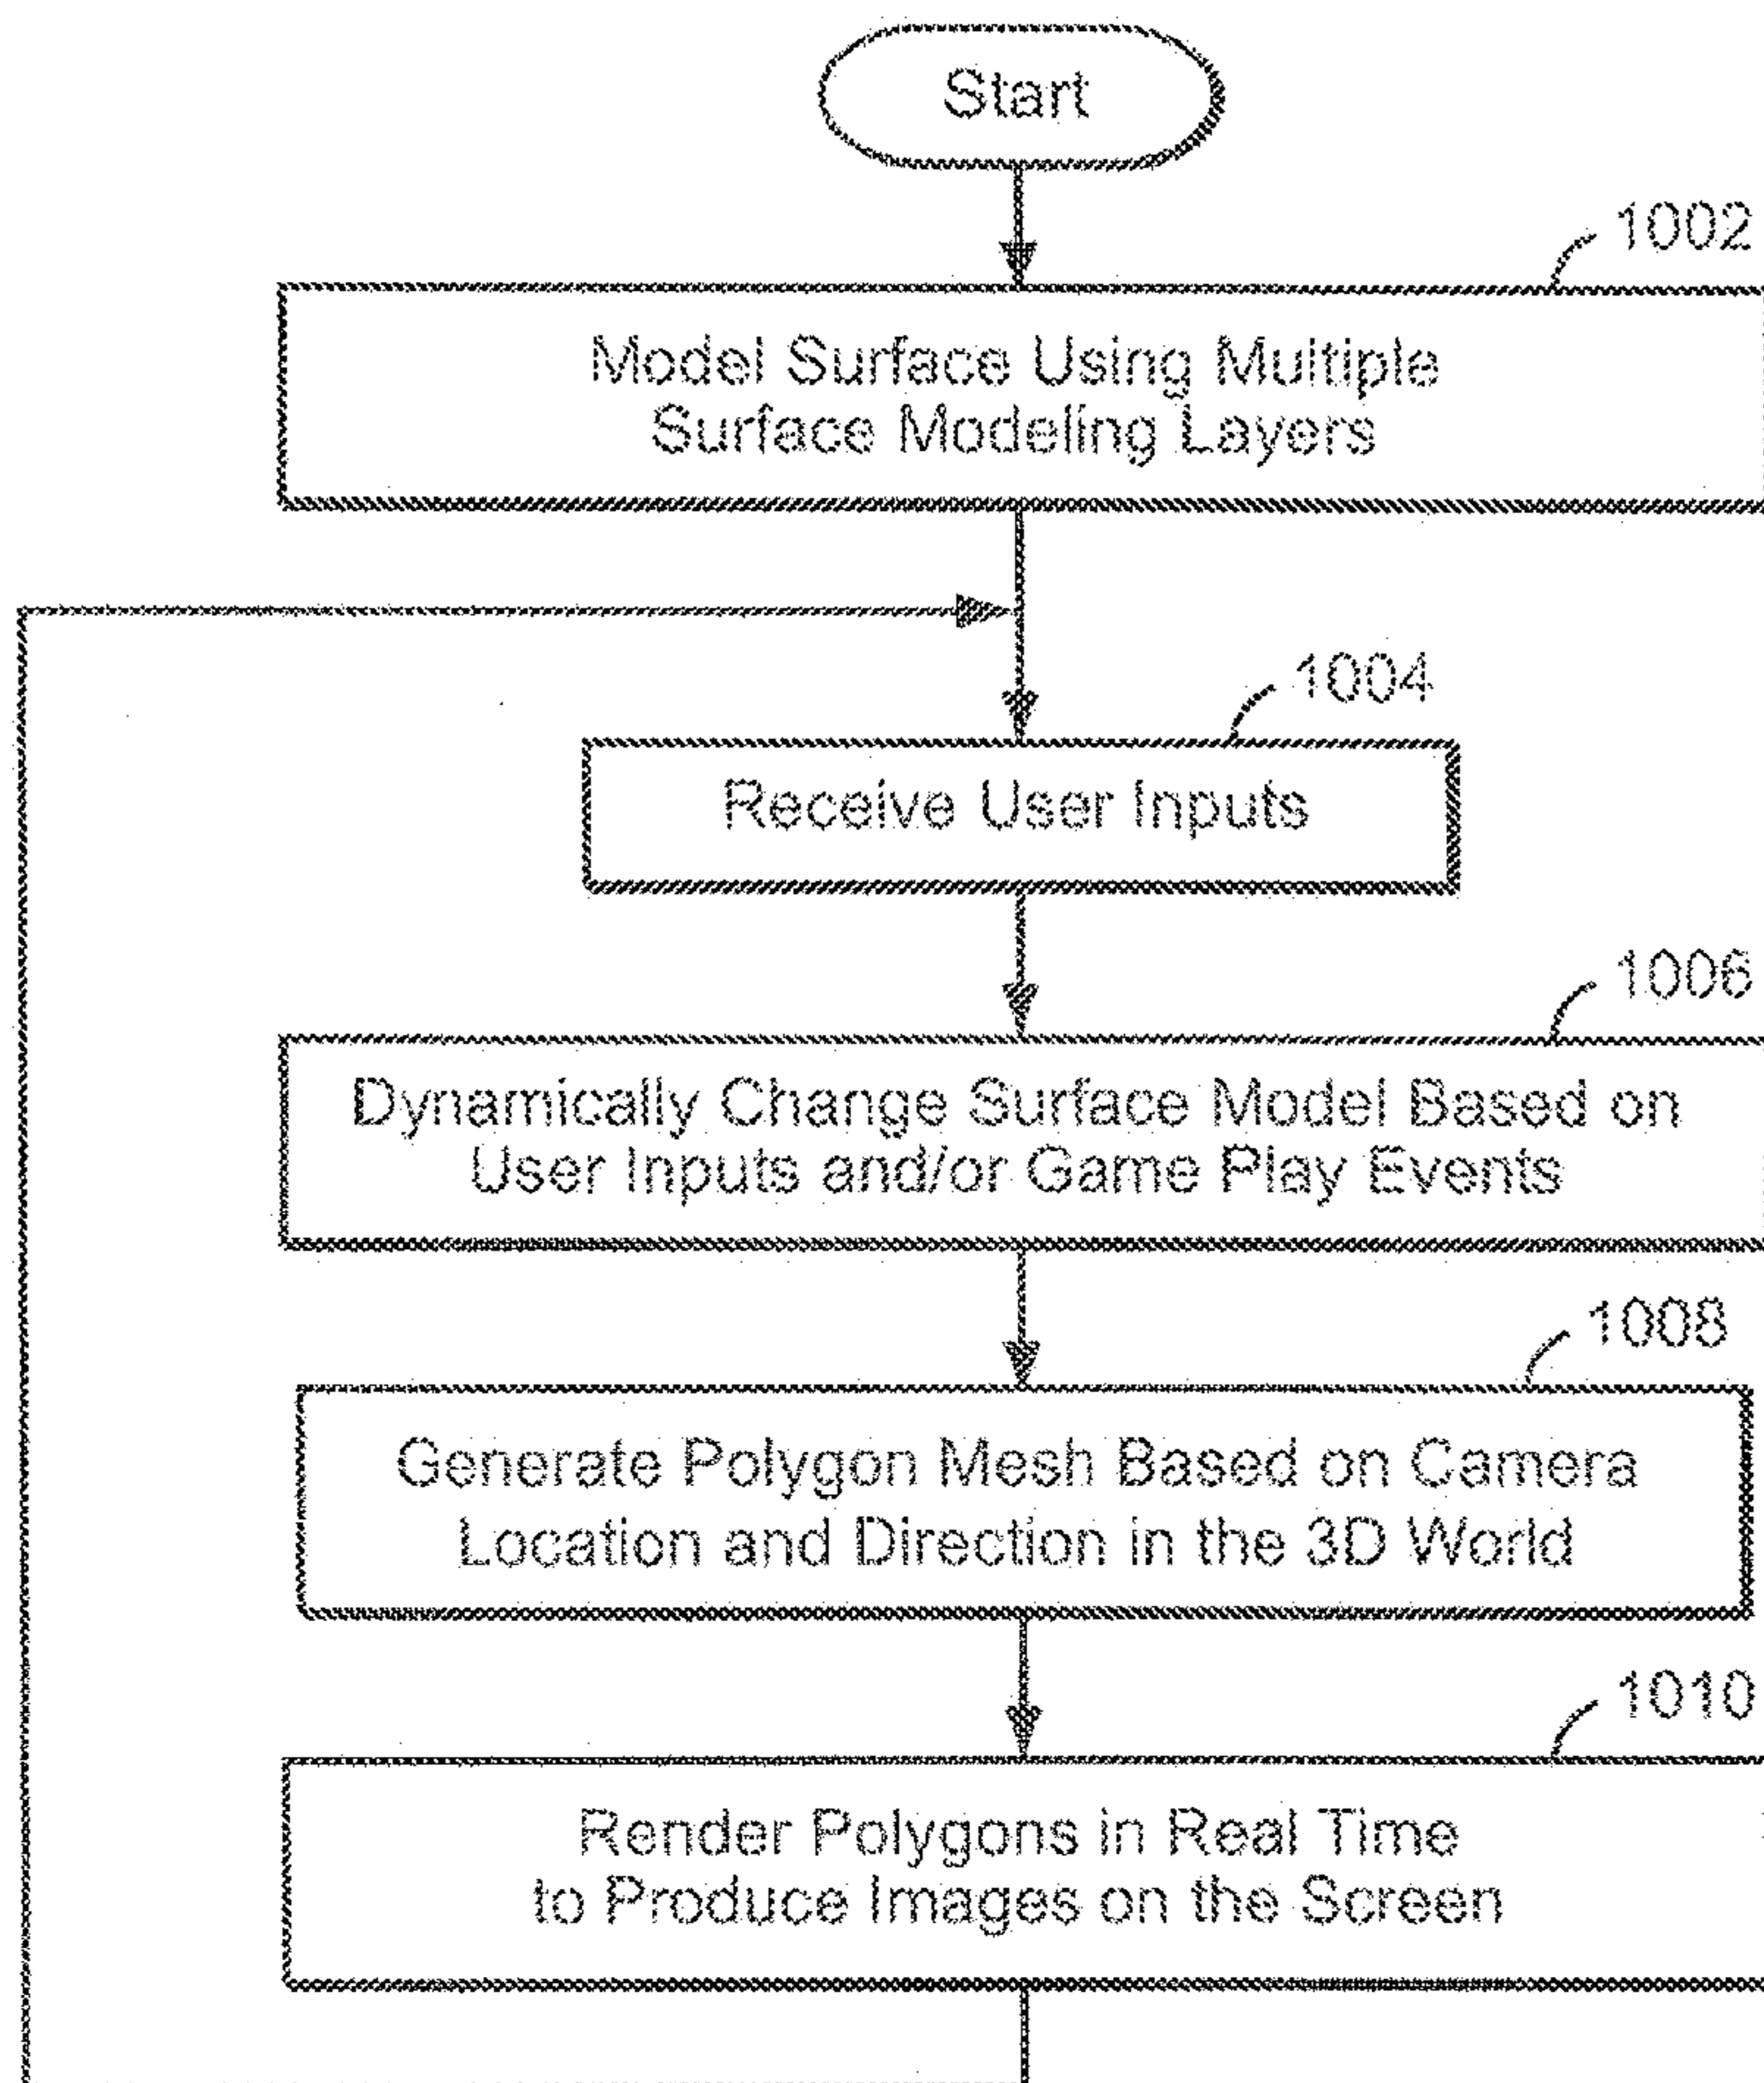 Start
1002
Model Surface Using Multiple
Surface Modeling Layers
1004
Receive User Inputs
1006
Dynamically Change Surface Model Based on
User Inputs and/or Game Play Events
1008
Generate Polygon Mesh Based on Camera
Location and Direction in the 3D World
1010
Render Polygons in Real Time
to Produce Images on the Screen